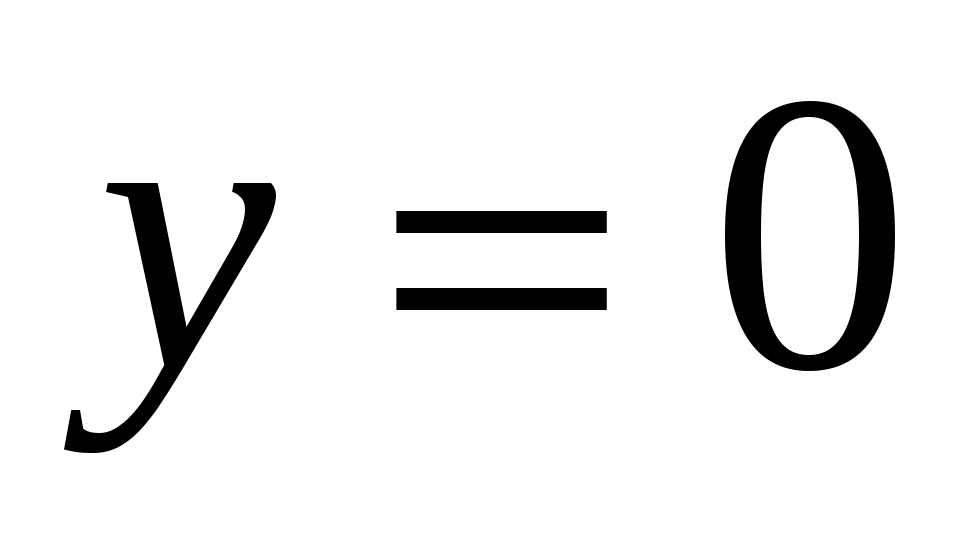 y = 0